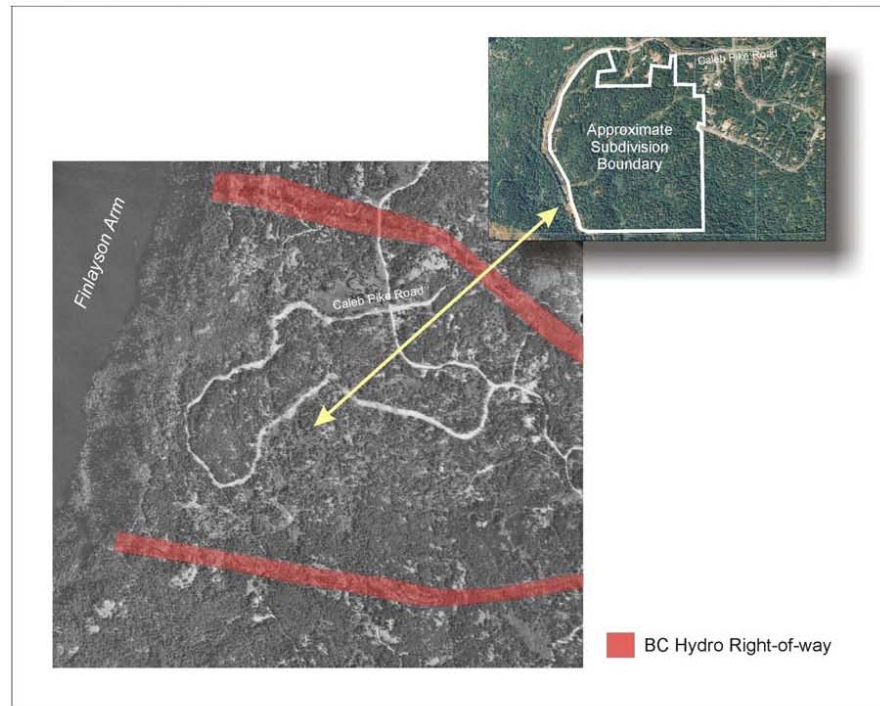 Caleb Pike Road
Approximate
Subdivision
Boundary
Finlayson Arm
Caleb Pike Road
BC Hydro Right-of-way